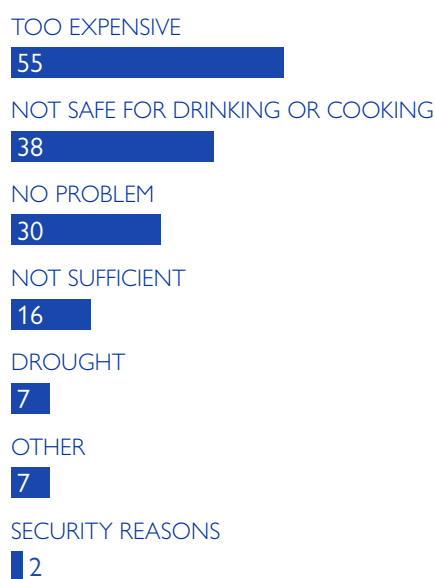 TOO EXPENSIVE
55
NOT SAFE FOR DRINKING OR COOKING
38
NO PROBLEM
30
NOT SUFFICIENT
16
DROUGHT
7
OTHER
7
SECURITY REASONS
2